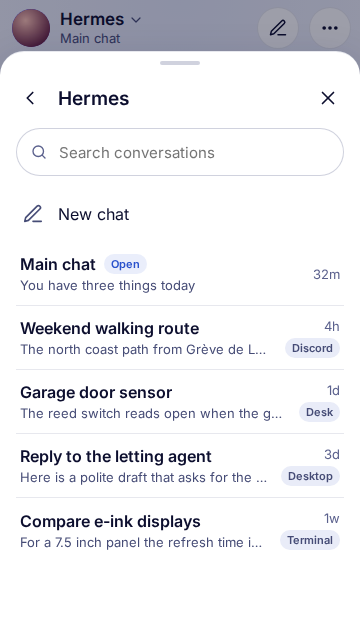 Hermes
Main chat
Hermes
Search conversations
New chat
Main chat Open
You have three things today
32m
Weekend walking route
4h
The north coast path from Grève de L...
Discord
Garage door sensor
1d
The reed switch reads open when the g...
Desk
Reply to the letting agent
3d
Here is a polite draft that asks for the ...
Desktop
Compare e-ink displays
1w
For a 7.5 inch panel the refresh time i...
Terminal